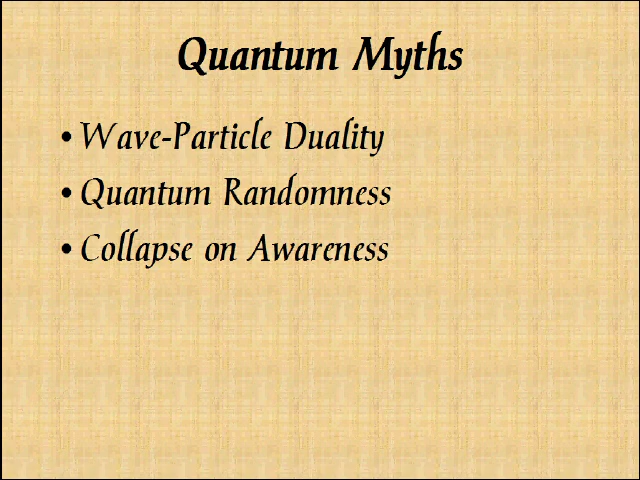 Quantum Myths
• Wave-Particle Duality
• Quantum Randomness
• Collapse on Awareness